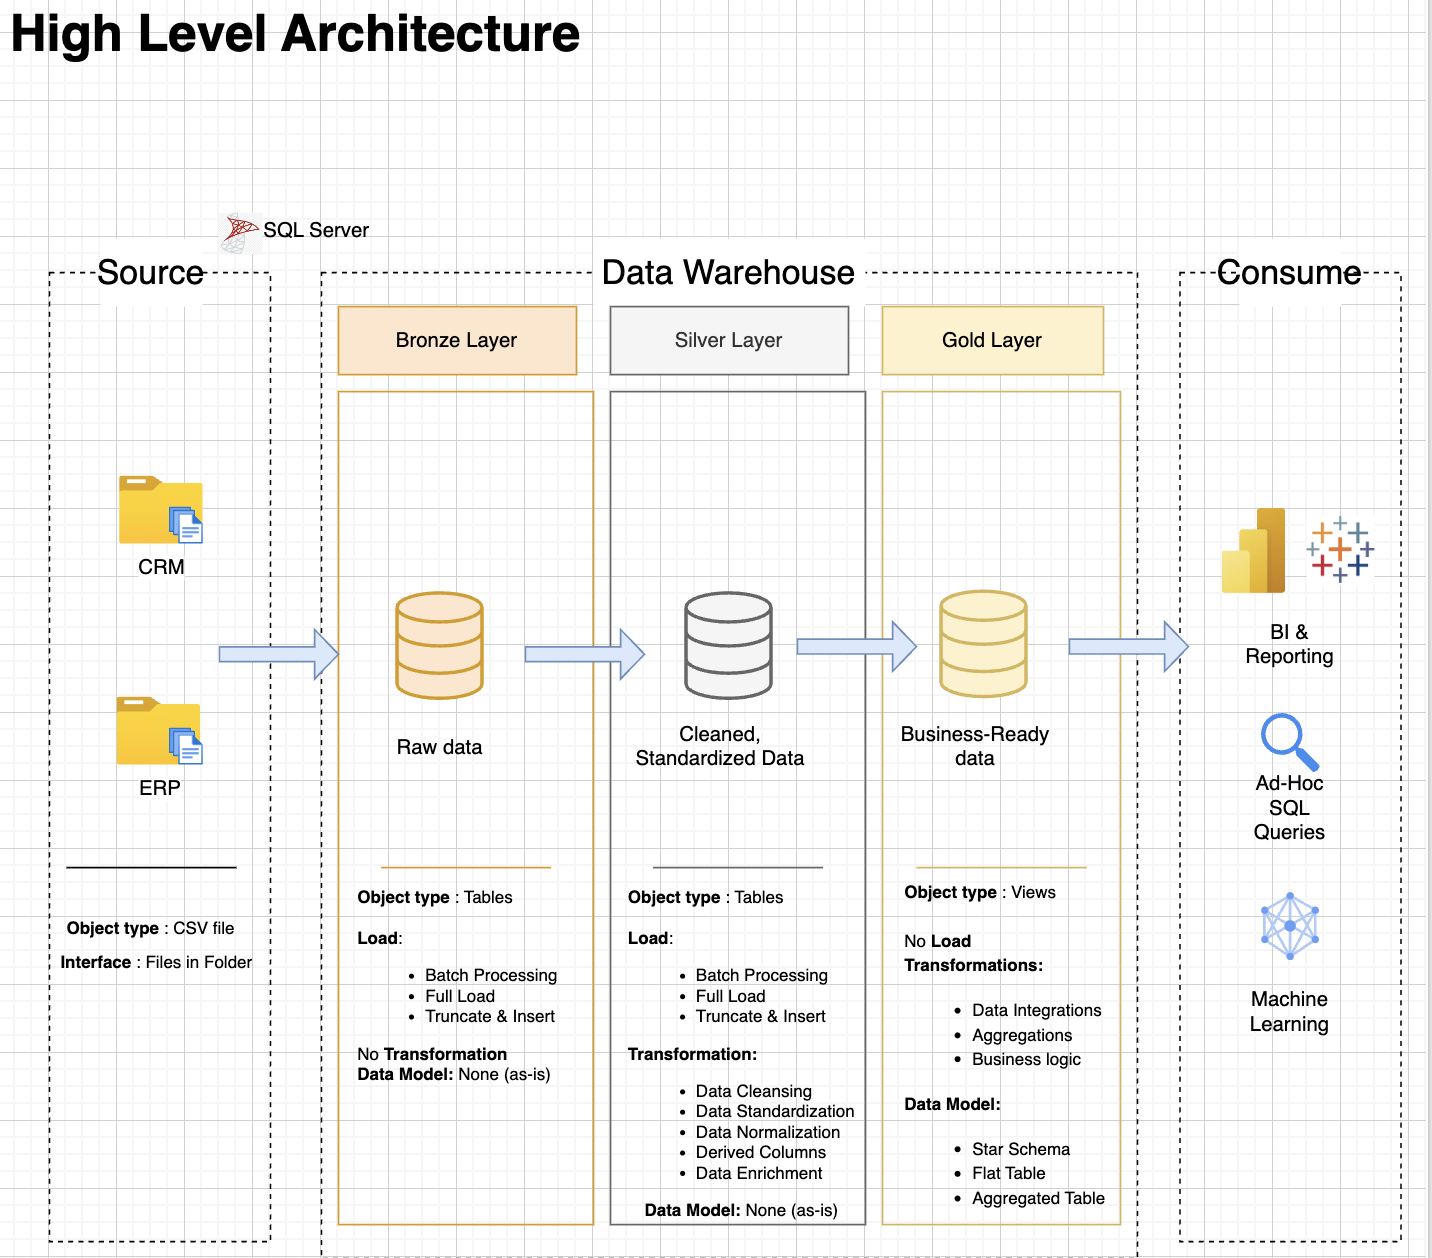 High Level Architecture
SQL Server
Source
Data Warehouse
Consume
Bronze Layer
Silver Layer
Gold Layer
CRM
ERP
Object type : CSV file
Interface : Files in Folder
Raw data
Object type : Tables
Load:
• Batch Processing
• Full Load
• Truncate & Insert
No Transformation
Data Model: None (as-is)
Cleaned,
Standardized Data
Object type : Tables
Load:
• Batch Processing
• Full Load
• Truncate & Insert
Transformation:
• Data Cleansing
• Data Standardization
• Data Normalization
• Derived Columns
• Data Enrichment
Data Model: None (as-is)
Business-Ready
data
Object type : Views
No Load
Transformations:
• Data Integrations
• Aggregations
• Business logic
Data Model:
• Star Schema
• Flat Table
• Aggregated Table
BI &
Reporting
Ad-Hoc
SQL
Queries
Machine
Learning